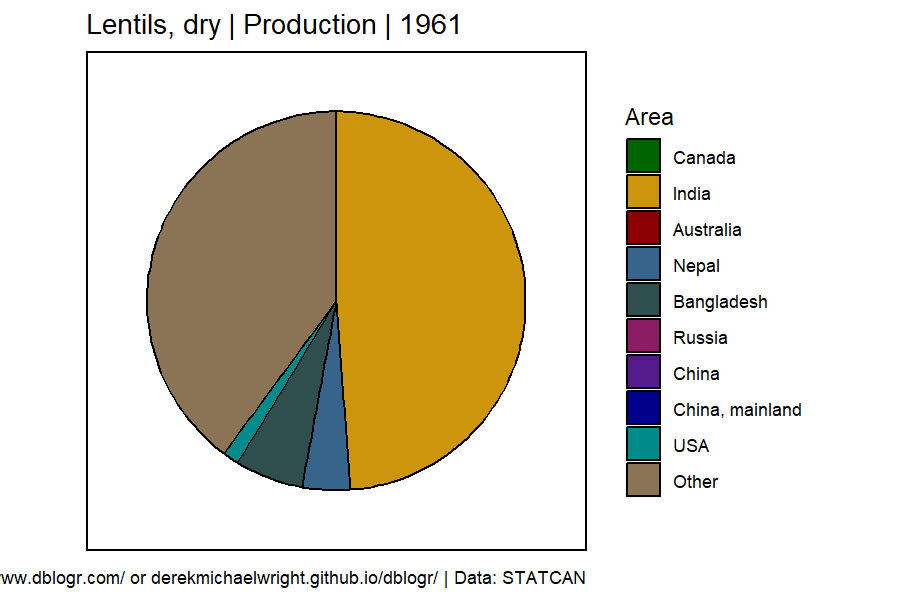 Lentils, dry | Production | 1961
Area
Canada
India
Australia
Nepal
Bangladesh
Russia
China
China, mainland
USA
Other
ww.dblogr.com/ or derekmichaelwright.github.io/dblogr/ | Data: STATCAN